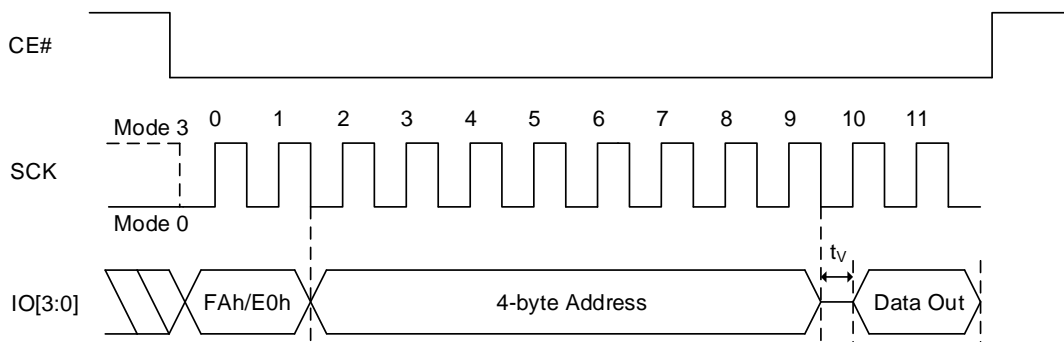 CE#
0 1 2 3 4 5 6 7 8 9 10 11
Mode 3
SCK
Mode 0
tV
IO[3:0] FAh/E0h 4-byte Address Data Out